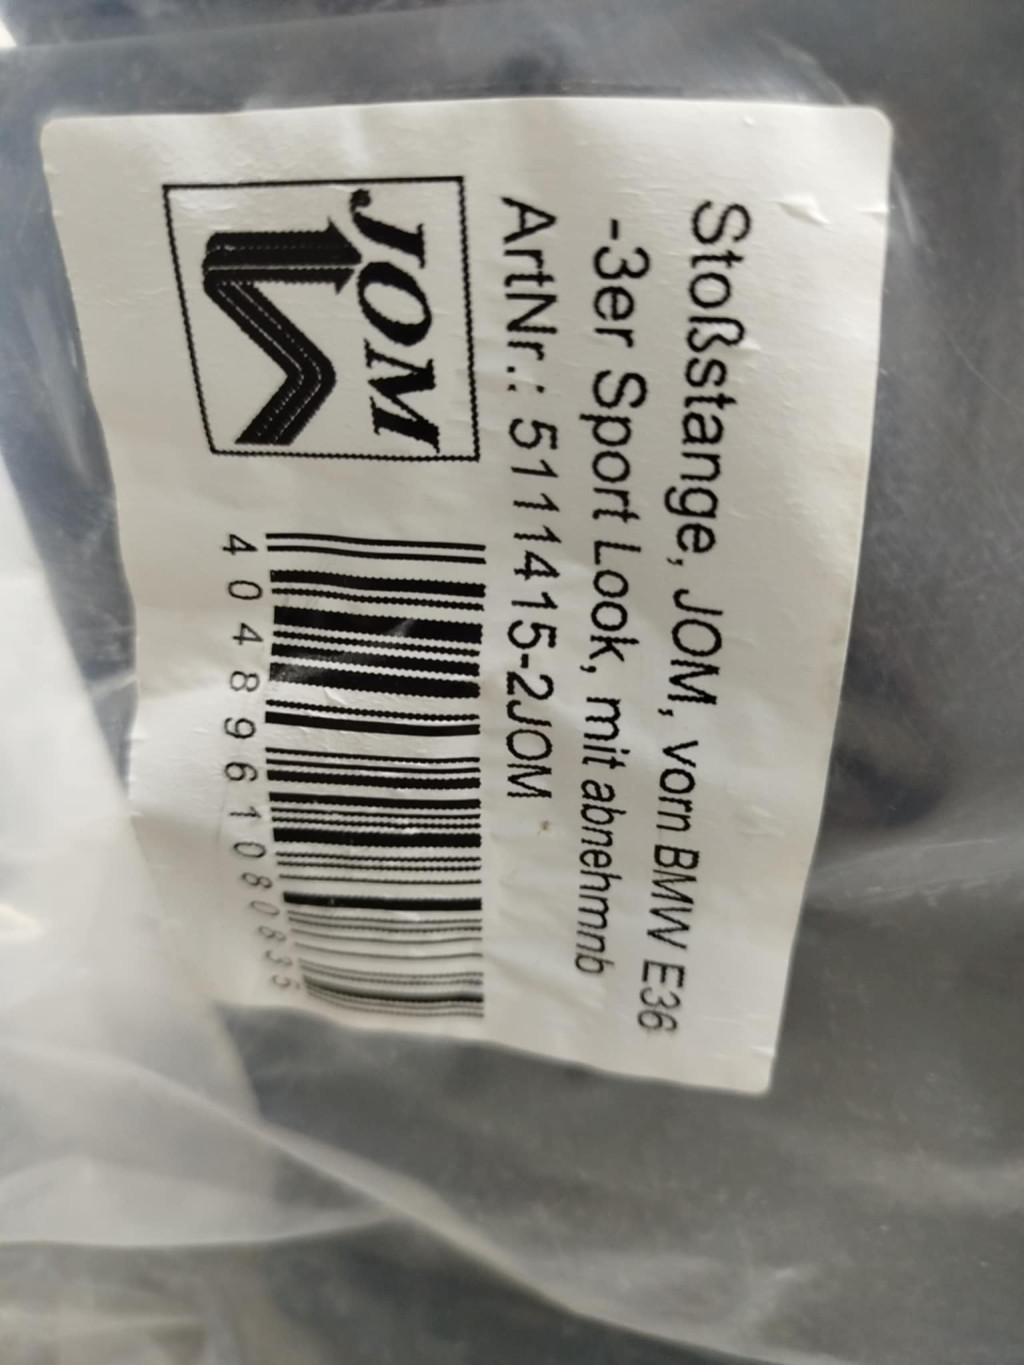 Stoßstange, JOM, vorn BMW E36
-3er Sport Look, mit abnehmnb
ArtNr.: 5111415-2JOM
JOM
4048961080835